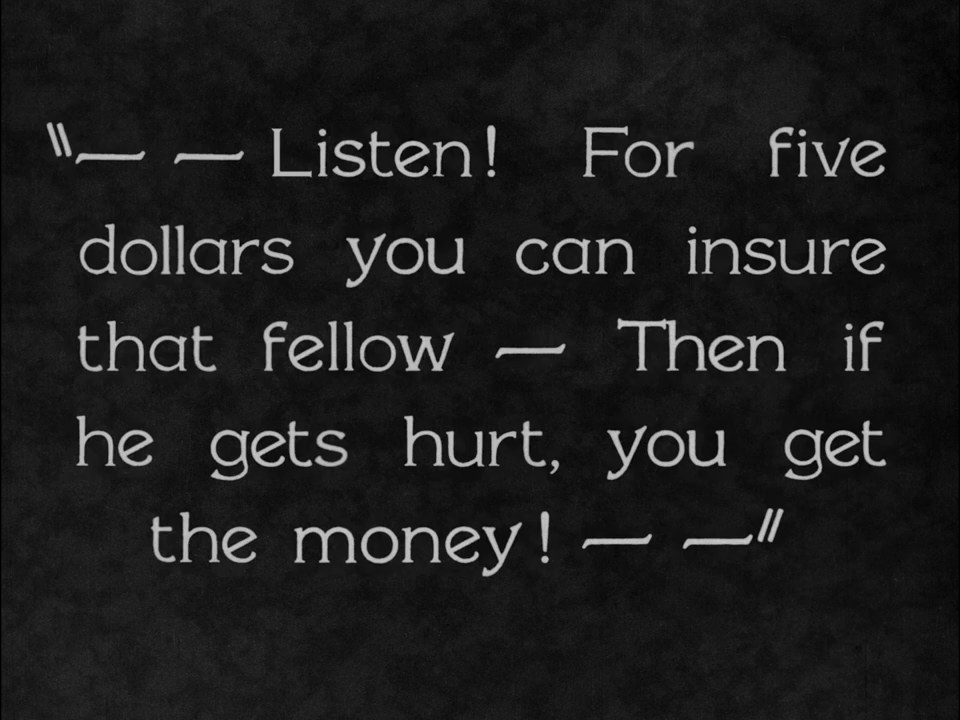 "— — Listen! For five
dollars you can insure
that fellow — Then if
he gets hurt, you get
the money! — —"